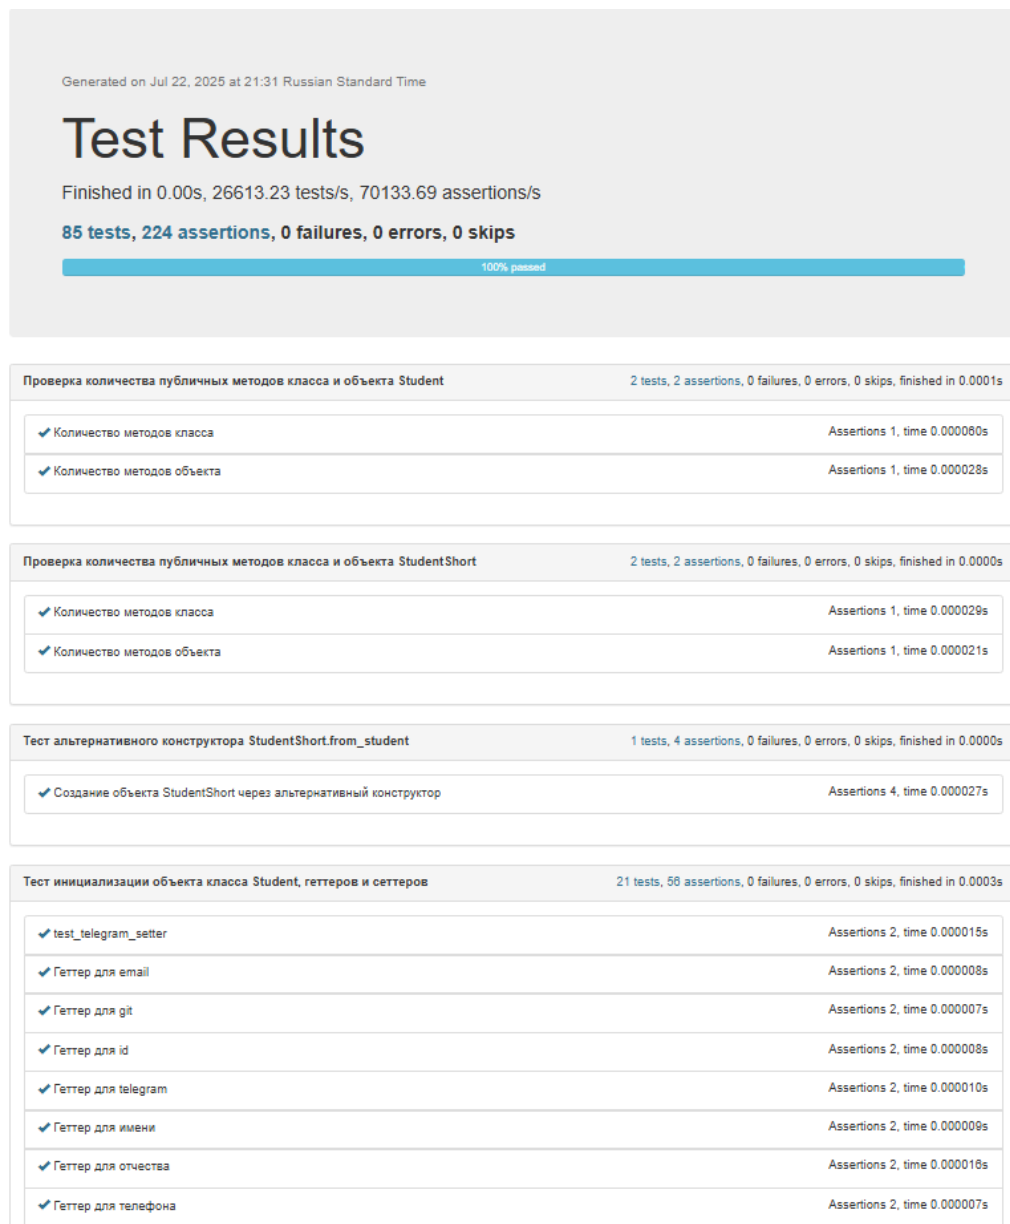 Generated on Jul 22, 2025 at 21:31 Russian Standard Time
Test Results
Finished in 0.00s, 26613.23 tests/s, 70133.69 assertions/s
85 tests, 224 assertions, 0 failures, 0 errors, 0 skips
100% passed
Проверка количества публичных методов класса и объекта Student 2 tests, 2 assertions, 0 failures, 0 errors, 0 skips, finished in 0.0001s
Количество методов класса Assertions 1, time 0.000060s
Количество методов объекта Assertions 1, time 0.000028s
Проверка количества публичных методов класса и объекта StudentShort 2 tests, 2 assertions, 0 failures, 0 errors, 0 skips, finished in 0.0000s
Количество методов класса Assertions 1, time 0.000029s
Количество методов объекта Assertions 1, time 0.000021s
Тест альтернативного конструктора StudentShort.from_student 1 tests, 4 assertions, 0 failures, 0 errors, 0 skips, finished in 0.0000s
Создание объекта StudentShort через альтернативный конструктор Assertions 4, time 0.000027s
Тест инициализации объекта класса Student, геттеров и сеттеров 21 tests, 56 assertions, 0 failures, 0 errors, 0 skips, finished in 0.0003s
test_telegram_setter Assertions 2, time 0.000015s
Геттер для email Assertions 2, time 0.000008s
Геттер для git Assertions 2, time 0.000007s
Геттер для id Assertions 2, time 0.000008s
Геттер для telegram Assertions 2, time 0.000010s
Геттер для имени Assertions 2, time 0.000009s
Геттер для отчества Assertions 2, time 0.000016s
Геттер для телефона Assertions 2, time 0.000007s